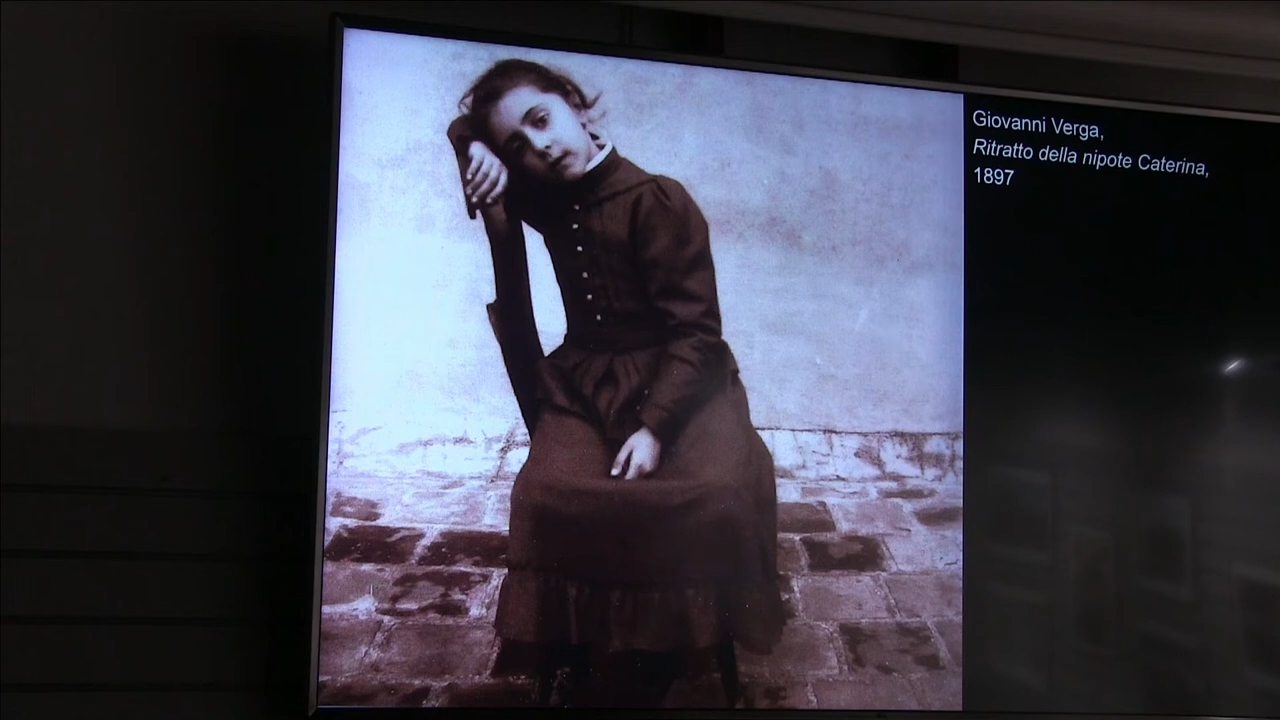 Giovanni Verga,
Ritratto della nipote Caterina,
1897